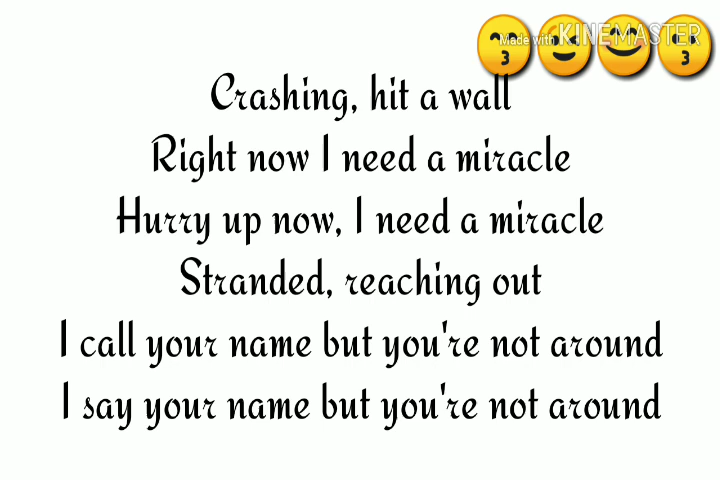 Made with KINEMASTER
Crashing, hit a wall
Right now I need a miracle
Hurry up now, I need a miracle
Stranded, reaching out
I call your name but you're not around
I say your name but you're not around